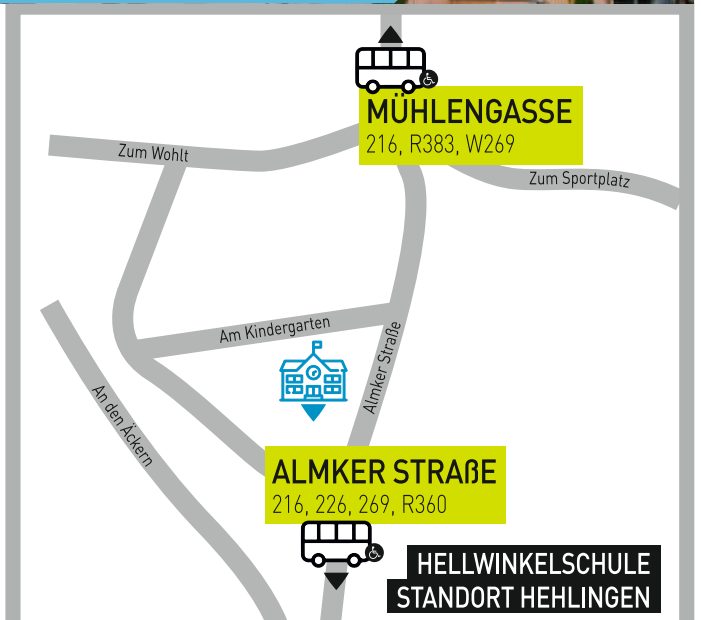 MÜHLENGASSE
216, R383, W269
Zum Wohlt
Zum Sportplatz
Am Kindergarten
Almker Straße
An den Äckern
ALMKER STRAßE
216, 226, 269, R360
HELLWINKELSCHULE
STANDORT HEHLINGEN